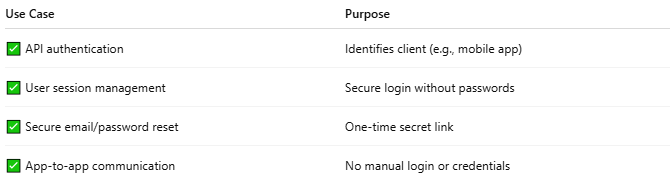 Use Case Purpose
✅ API authentication Identifies client (e.g., mobile app)
✅ User session management Secure login without passwords
✅ Secure email/password reset One-time secret link
✅ App-to-app communication No manual login or credentials